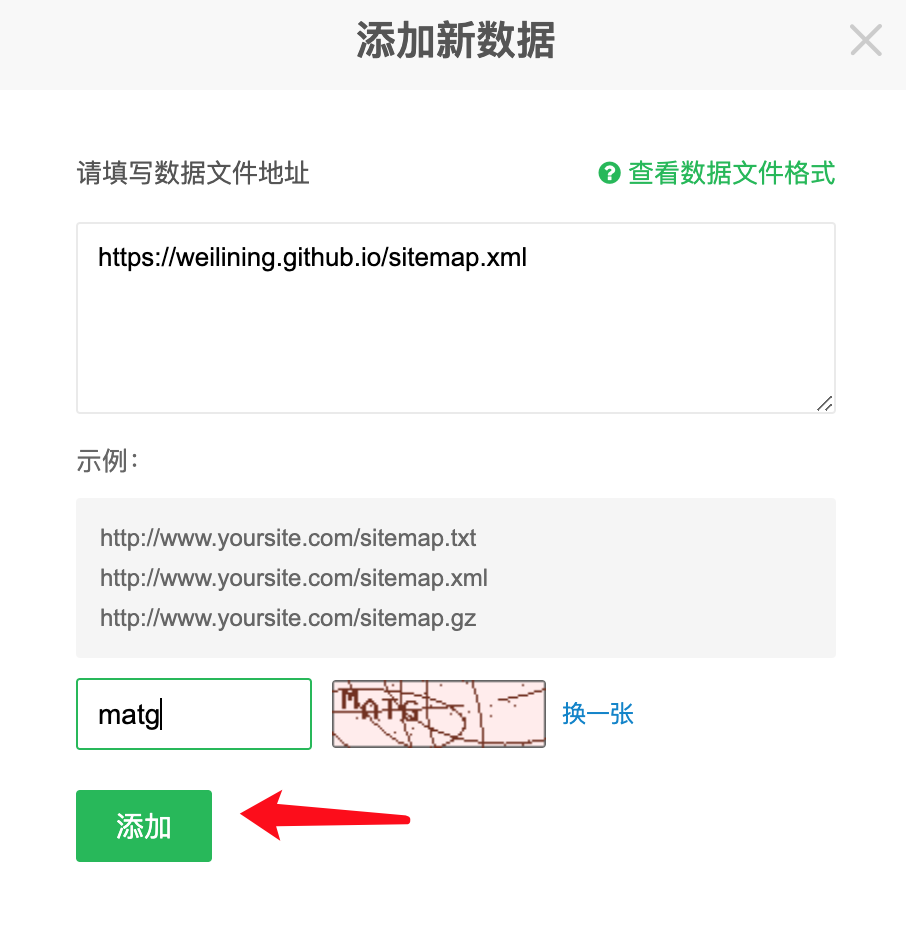 添加新数据
请填写数据文件地址
查看数据文件格式
https://weilining.github.io/sitemap.xml
示例：
http://www.yoursite.com/sitemap.txt
http://www.yoursite.com/sitemap.xml
http://www.yoursite.com/sitemap.gz
matg
MATG
换一张
添加